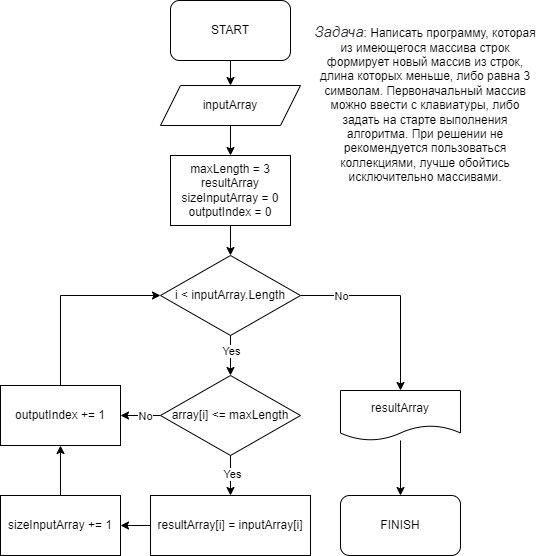 START
Задача: Написать программу, которая
из имеющегося массива строк
формирует новый массив из строк,
длина которых меньше, либо равна 3
символам. Первоначальный массив
можно ввести с клавиатуры, либо
задать на старте выполнения
алгоритма. При решении не
рекомендуется пользоваться
коллекциями, лучше обойтись
исключительно массивами.
inputArray
maxLength = 3
resultArray
sizeInputArray = 0
outputIndex = 0
i < inputArray.Length
No
Yes
outputIndex += 1
No
array[i] <= maxLength
resultArray
Yes
sizeInputArray += 1
resultArray[i] = inputArray[i]
FINISH